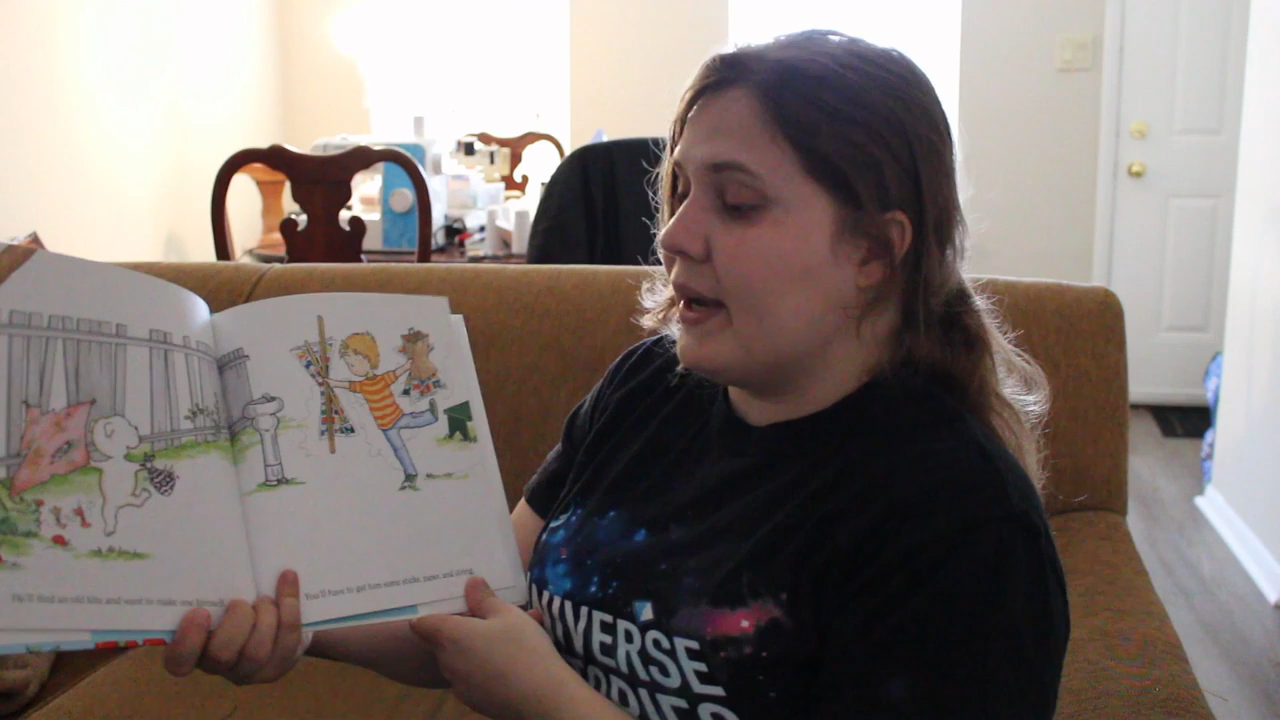 He'll find an old kite and want to make one himself.
You'll have to get him some sticks, paper, and string.
NIVERSE